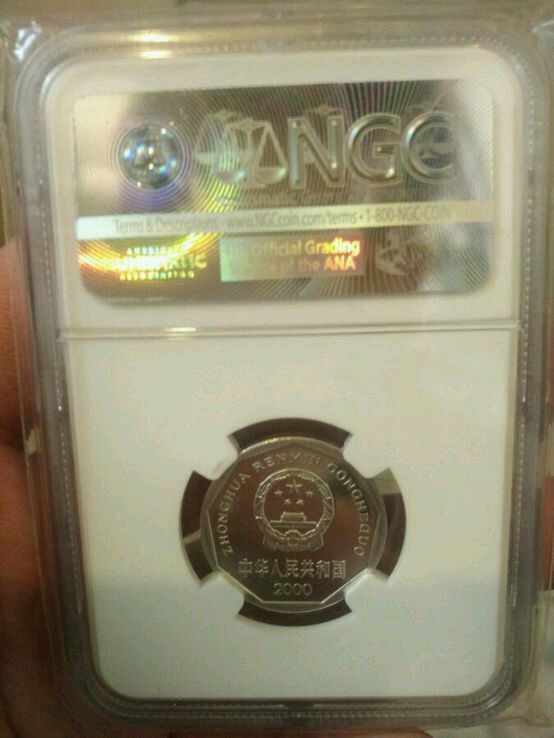 NGC
Terms & Descriptions - www.NGCcoin.com/terms • 1-800-NGC-COIN
Official Grading
of the ANA
ASSOCIATION
ZHONGHUA RENMIN GONGHEGUO
中华人民共和国
2000